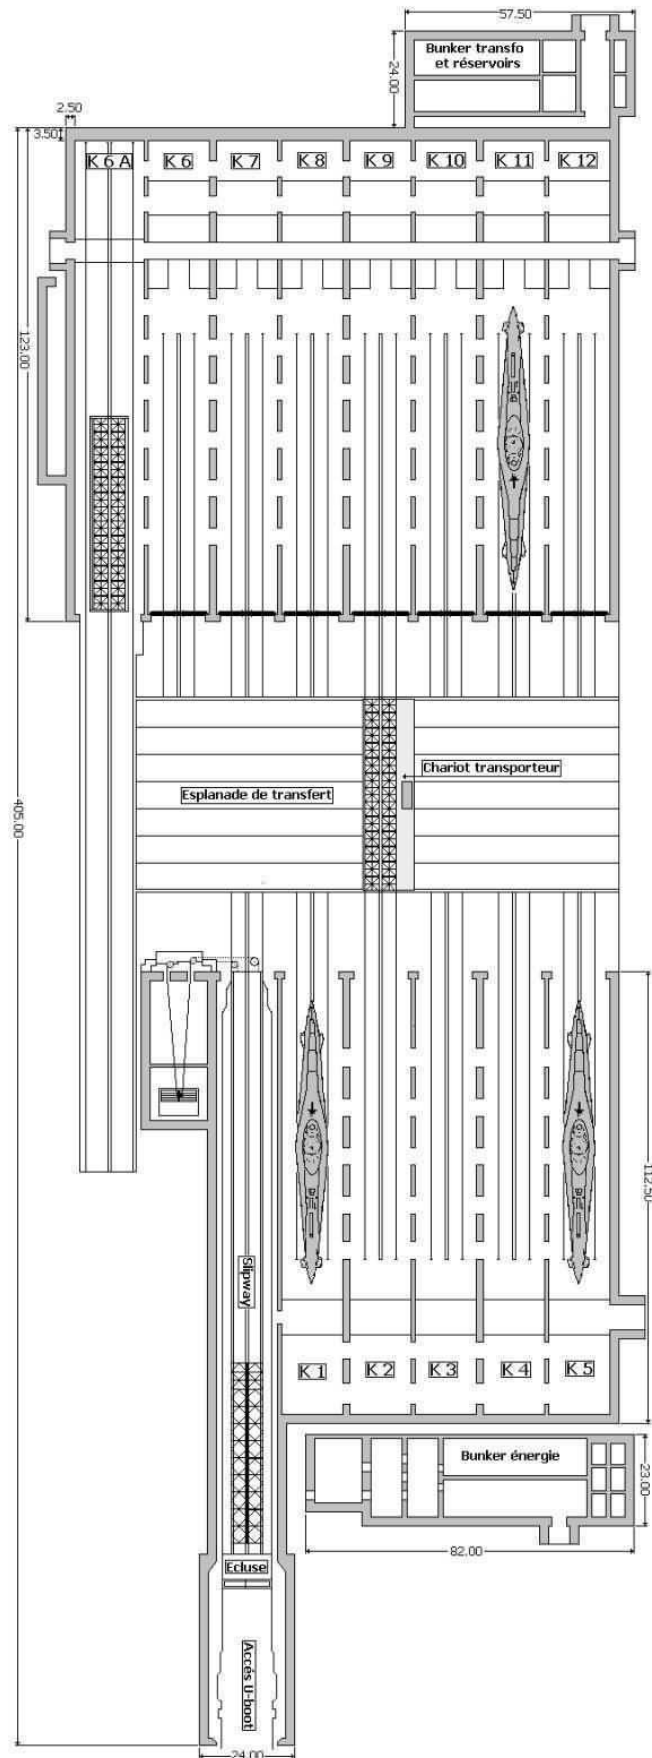 57.50
Bunker transfo
et réservoirs
24.00
2.50
3.50
K 6 A
K 6
K 7
K 8
K 9
K 10
K 11
K 12
123.00
405.00
Chariot transporteur
Esplanade de transfert
112.50
Slipway
K 1
K 2
K 3
K 4
K 5
Bunker énergie
23.00
82.00
Ecluse
Accés U-boot
24.00